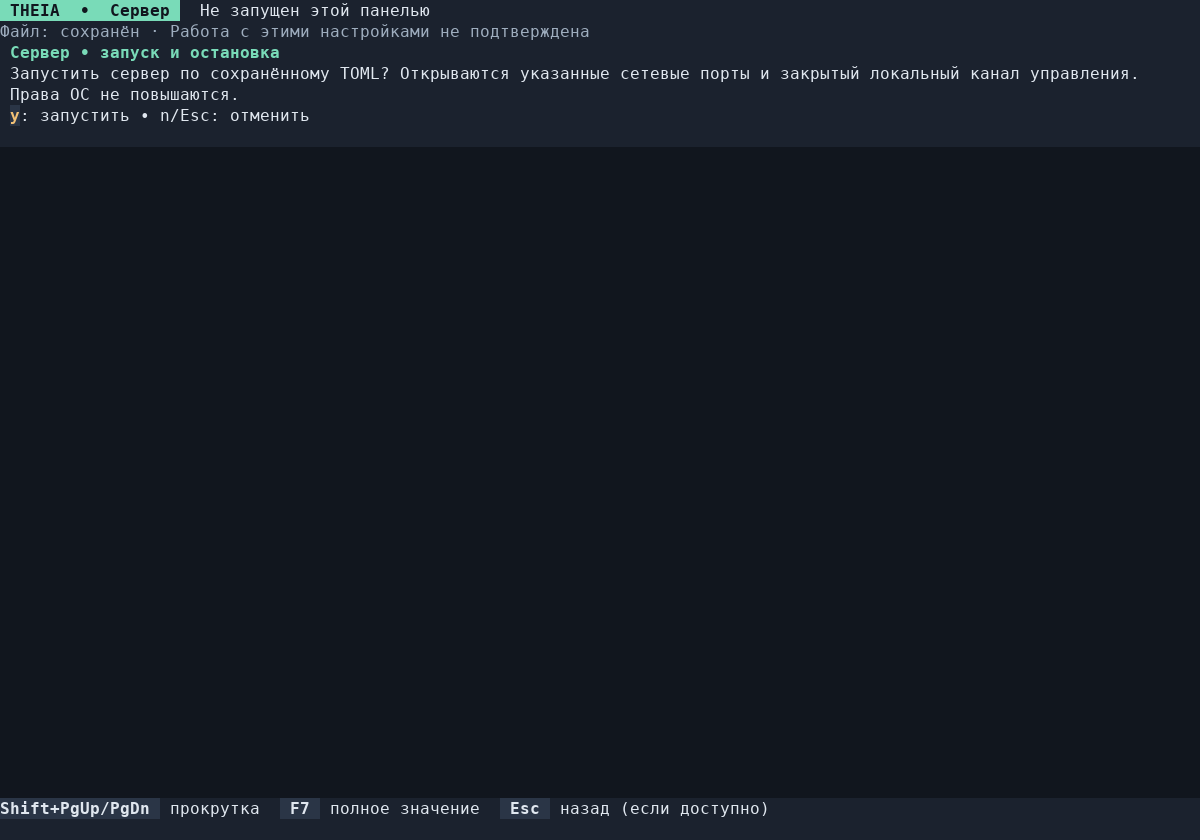 THEIA • Сервер Не запущен этой панелью
Файл: сохранён · Работа с этими настройками не подтверждена
Сервер • запуск и остановка
Запустить сервер по сохранённому TOML? Открываются указанные сетевые порты и закрытый локальный канал управления.
Права ОС не повышаются.
y: запустить • n/Esc: отменить
Shift+PgUp/PgDn прокрутка F7 полное значение Esc назад (если доступно)